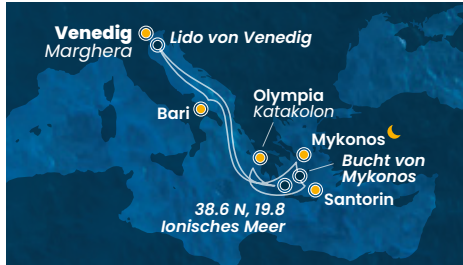 Venedig
Marghera
Lido von Venedig
Bari
Olympia
Katakolon
Mykonos
Bucht von
Mykonos
Santorin
38.6 N, 19.8
Ionisches Meer